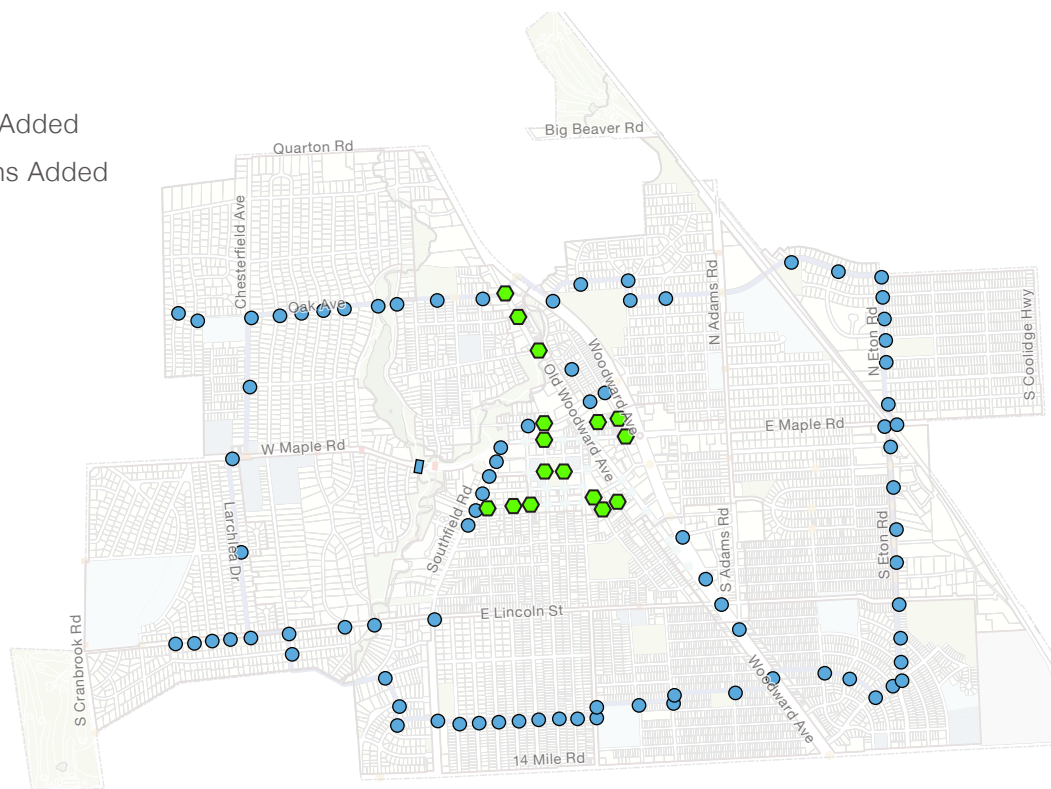 Added
ns Added
Big Beaver Rd
Quarton Rd
Chesterfield Ave
Oak Ave
N Adams Rd
N Eton Rd
S Coolidge Hwy
Woodward Ave
Old Woodward Ave
E Maple Rd
W Maple Rd
Larchlea Dr
Southfield Rd
S Adams Rd
S Eton Rd
E Lincoln St
S Cranbrook Rd
Woodward Ave
14 Mile Rd